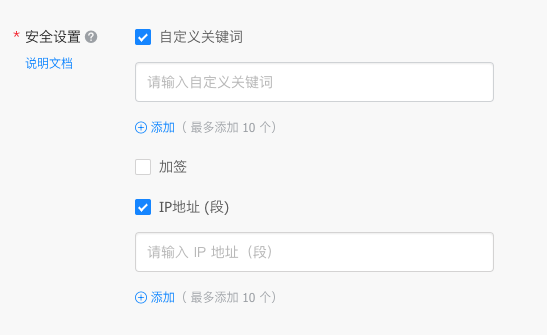 * 安全设置 自定义关键词
说明文档
请输入自定义关键词
添加（ 最多添加 10 个）
加签
IP地址 (段)
请输入 IP 地址（段）
添加（ 最多添加 10 个）